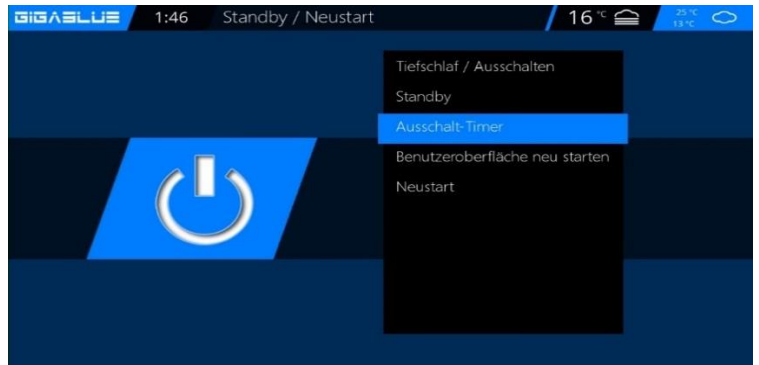 GIGABLUE 1:46 Standby / Neustart 16 °C 25 °C
13 °C
Tiefschlaf / Ausschalten
Standby
Ausschalt-Timer
Benutzeroberfläche neu starten
Neustart